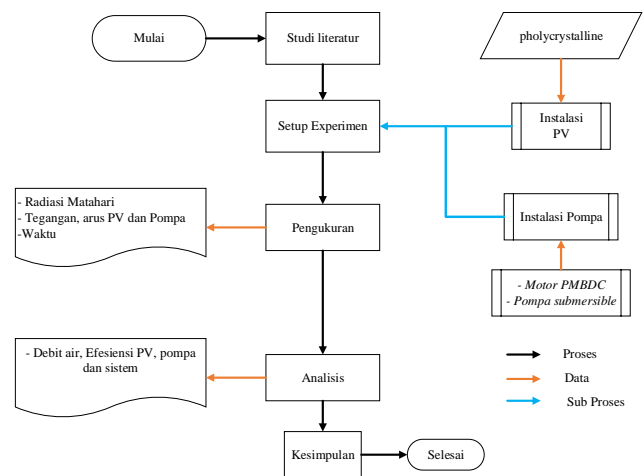 Mulai
Studi literatur
pholycrystalline
Setup Experimen
Instalasi
PV
- Radiasi Matahari
- Tegangan, arus PV dan Pompa
-Waktu
Pengukuran
Instalasi Pompa
- Motor PMBDC
- Pompa submersible
- Debit air, Efesiensi PV, pompa
dan sistem
Analisis
Proses
Data
Sub Proses
Kesimpulan
Selesai